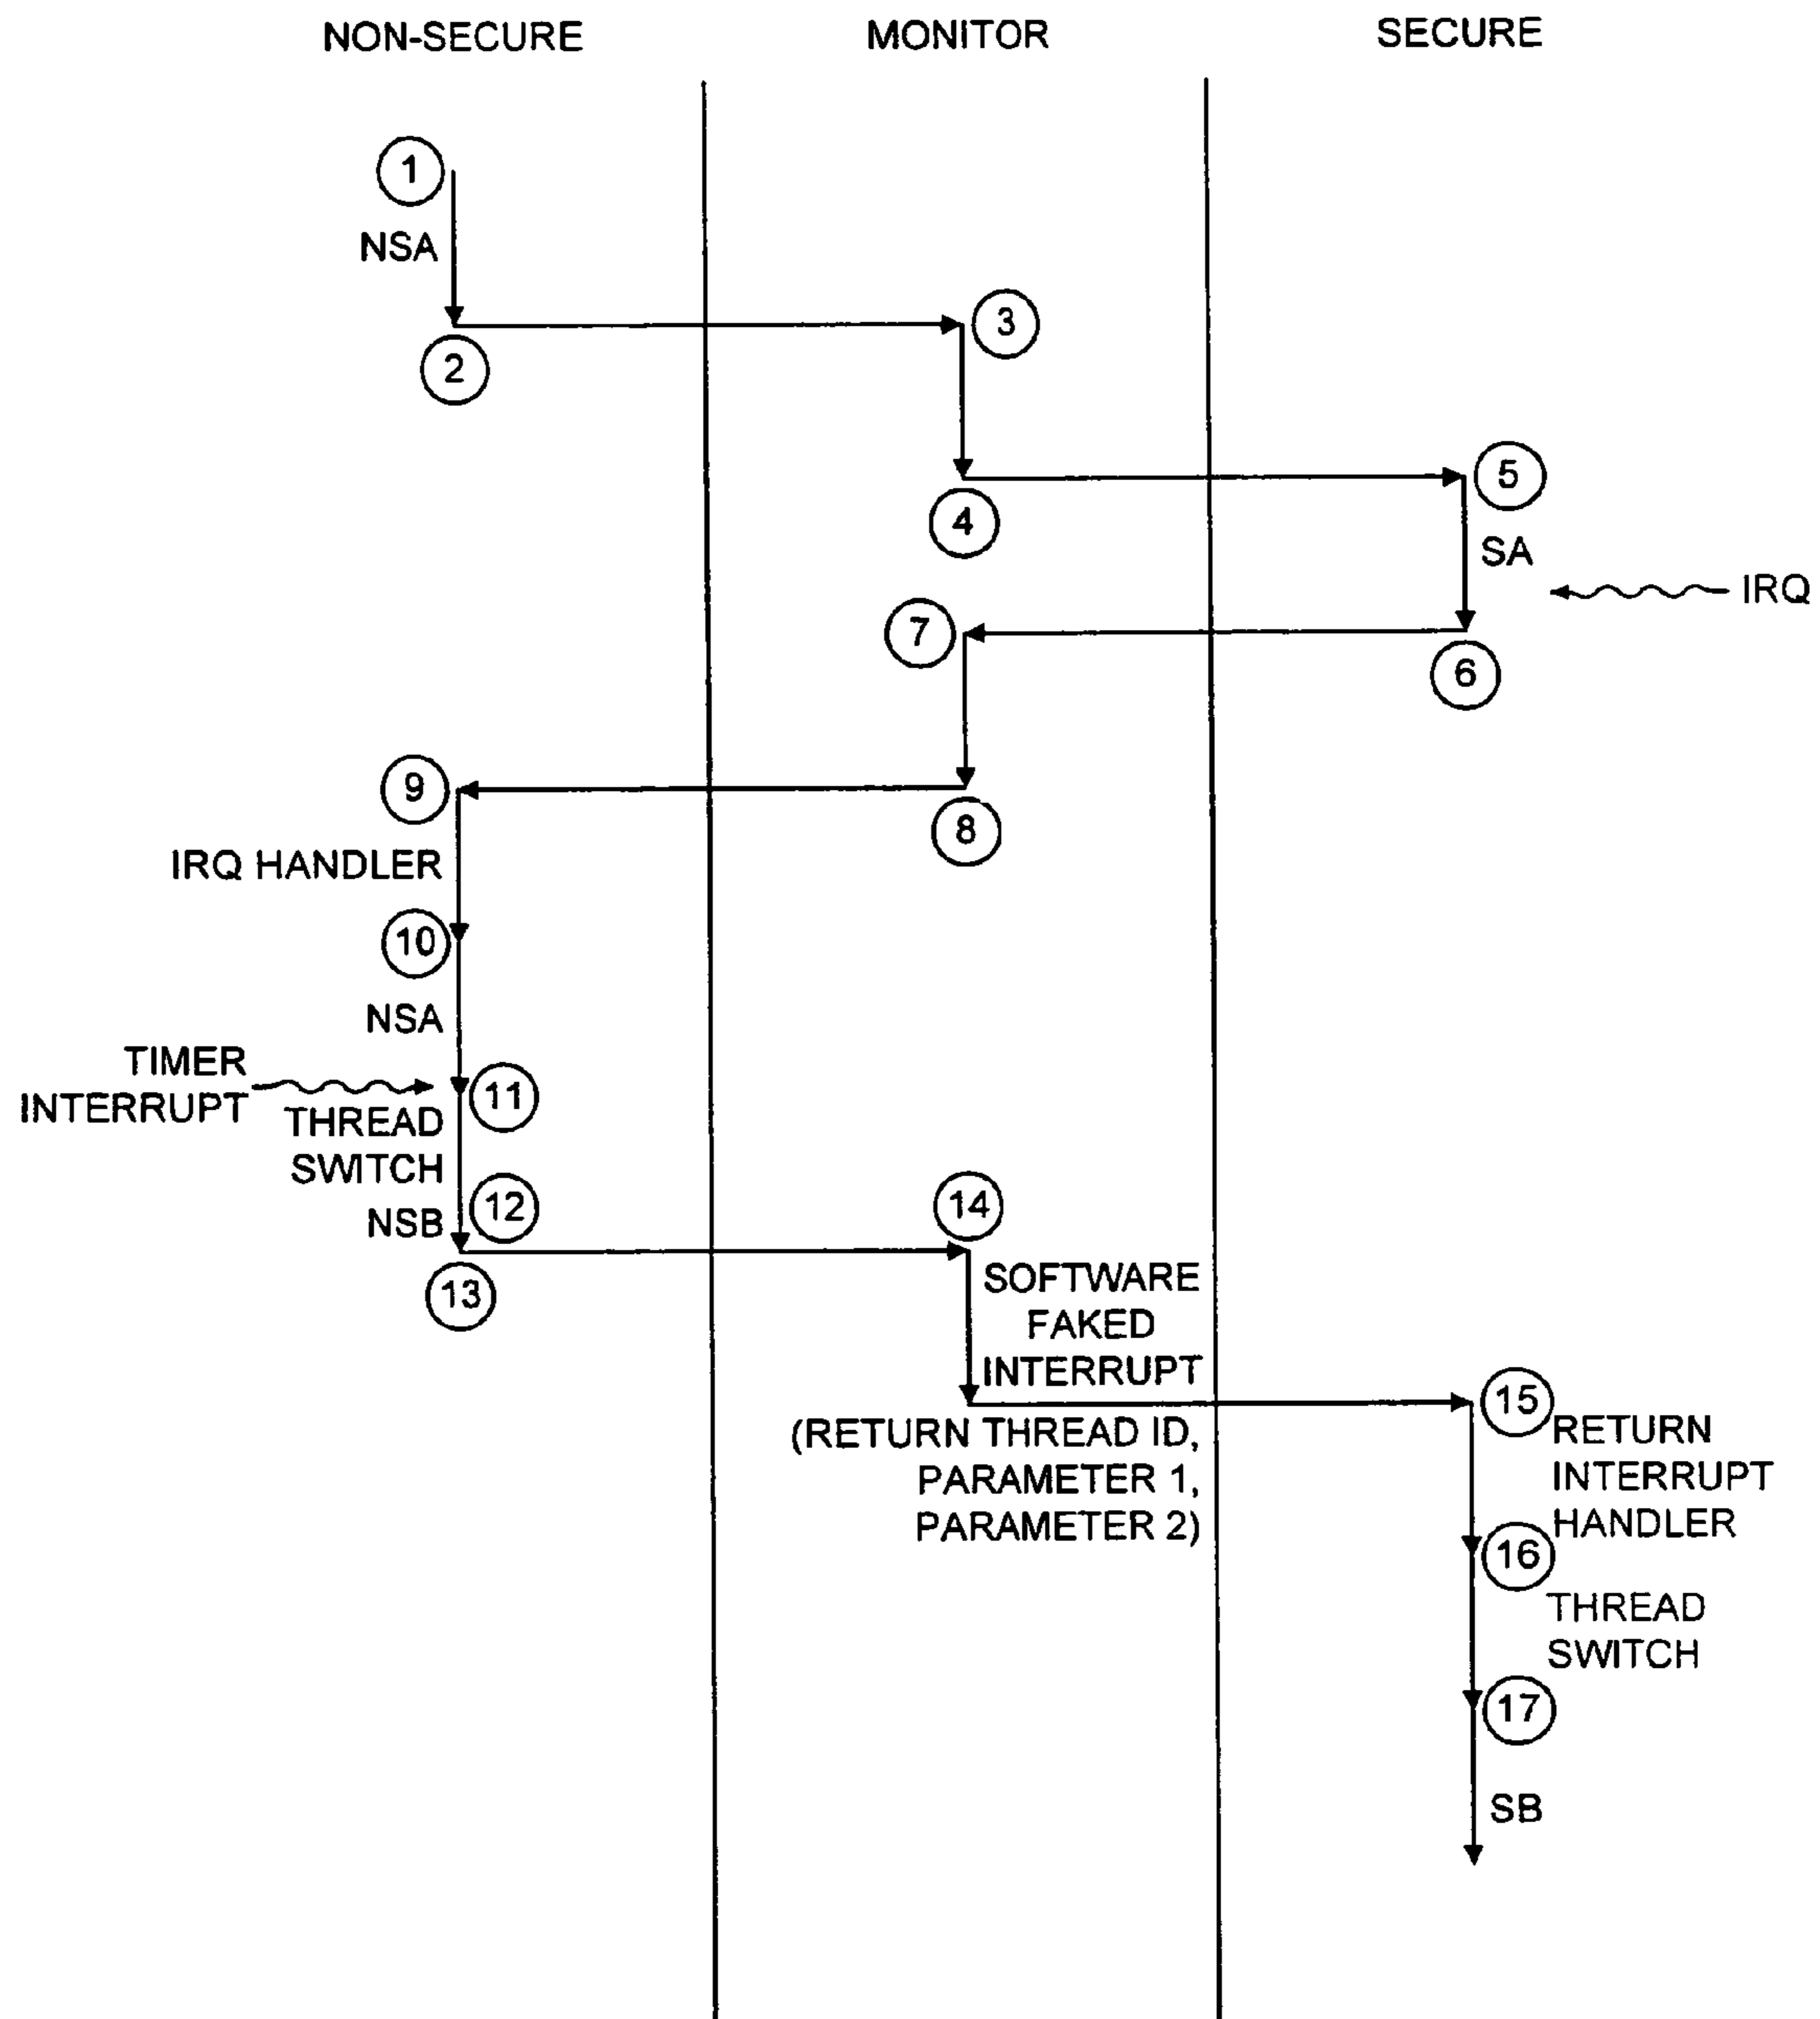 NON-SECURE
MONITOR
SECURE
1
NSA
2
3
4
5
SA
IRQ
6
7
8
9
IRQ HANDLER
10
NSA
TIMER
INTERRUPT
11
THREAD
SWITCH
12
NSB
13
14
SOFTWARE
FAKED
INTERRUPT
(RETURN THREAD ID,
PARAMETER 1,
PARAMETER 2)
15
RETURN
INTERRUPT
HANDLER
16
THREAD
SWITCH
17
SB